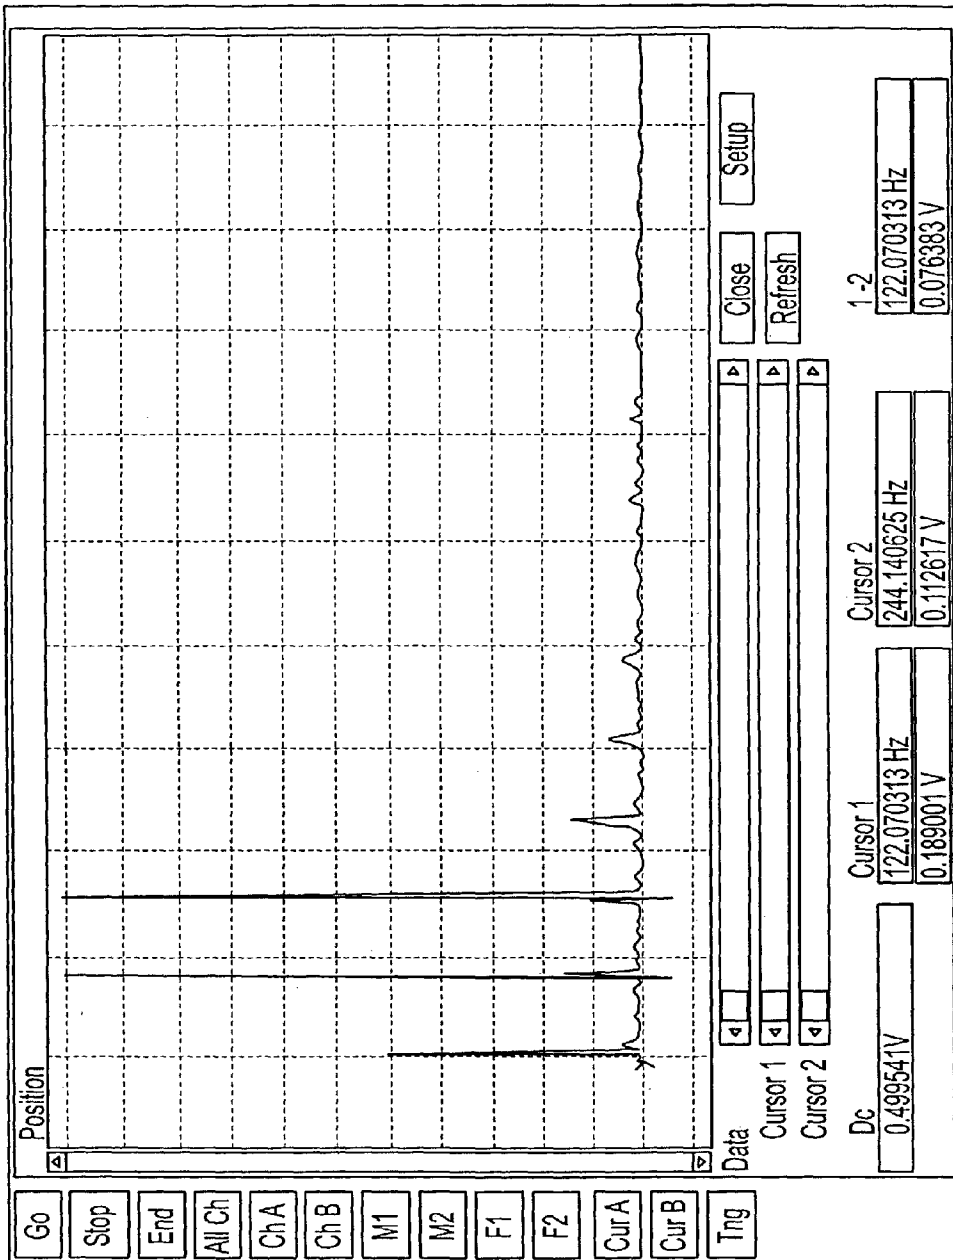 Go
Stop
End
All Ch
Ch A
Ch B
M1
M2
F1
F2
Cur A
Cur B
Tng
Position
Data
Cursor 1
Cursor 2
Close
Setup
Refresh
Dc
0.499541V
Cursor 1
122.070313 Hz
0.189001 V
Cursor 2
244.140625 Hz
0.112617 V
1-2
122.070313 Hz
0.076383 V